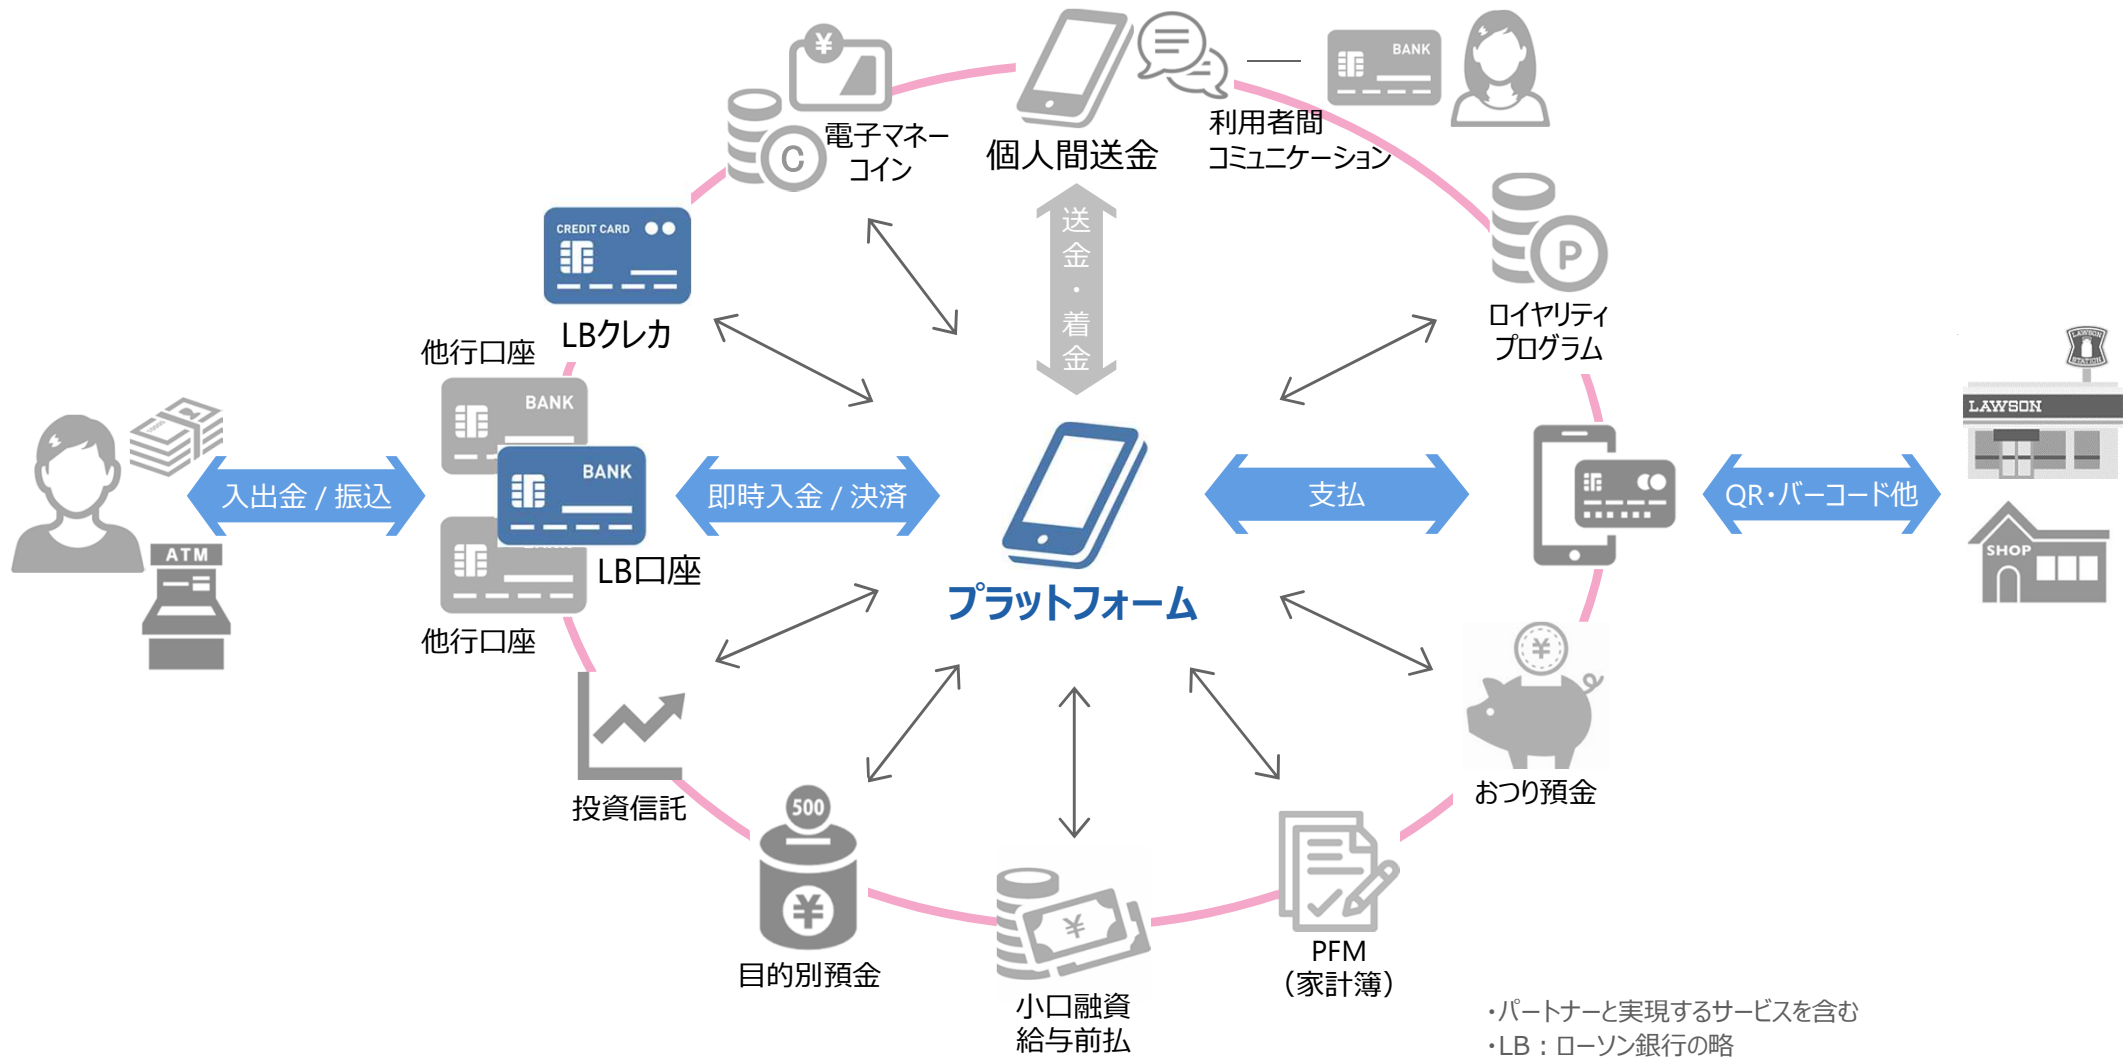 BANK
電子マネー
コイン
個人間送金
利用者間
コミュニケーション
C
送金・着金
P
CREDIT CARD
LBクレカ
ロイヤリティ
プログラム
他行口座
BANK
LAWSON
STATION
LAWSON
入出金 / 振込
BANK
即時入金 / 決済
支払
QR・バーコード他
ATM
LB口座
プラットフォーム
SHOP
他行口座
投資信託
おつり預金
500
目的別預金
小口融資
給与前払
PFM
（家計簿）
・パートナーと実現するサービスを含む
・LB：ローソン銀行の略